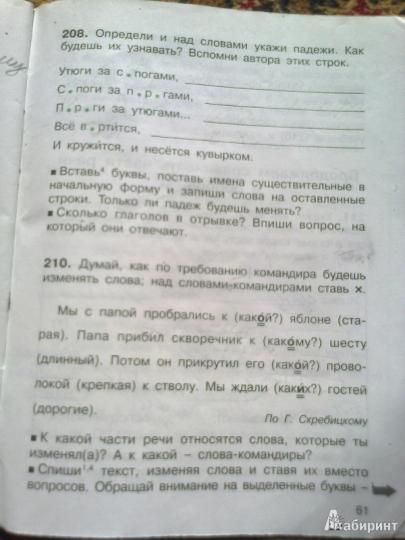 208. Определи и над словами укажи падежи. Как
будешь их узнавать? Вспомни автора этих строк.
Утюги за с . погами,
С . поги за п . р . гами,
П . р . ги за утюгами...
Всё в . ртится,
И кружится, и несётся кувырком.
▪ Вставь⁴ буквы, поставь имена существительные в
начальную форму и запиши слова на оставленные
строки. Только ли падеж будешь менять?
▪ Сколько глаголов в отрывке? Впиши вопрос, на
который они отвечают.
210. Думай, как по требованию командира будешь
изменять слова; над словами-командирами ставь ×.
Мы с папой пробрались к (какой?) яблоне (ста-
рая). Папа прибил скворечник к (какому?) шесту
(длинный). Потом он прикрутил его (какой?) прово-
локой (крепкая) к стволу. Мы ждали (каких?) гостей
(дорогие).
По Г. Скребицкому
▪ К какой части речи относятся слова, которые ты
изменял(а)? А к какой – слова-командиры?
▪ Спиши¹,⁴ текст, изменяя слова и ставя их вместо
вопросов. Обращай внимание на выделенные буквы –
61
Лабиринт